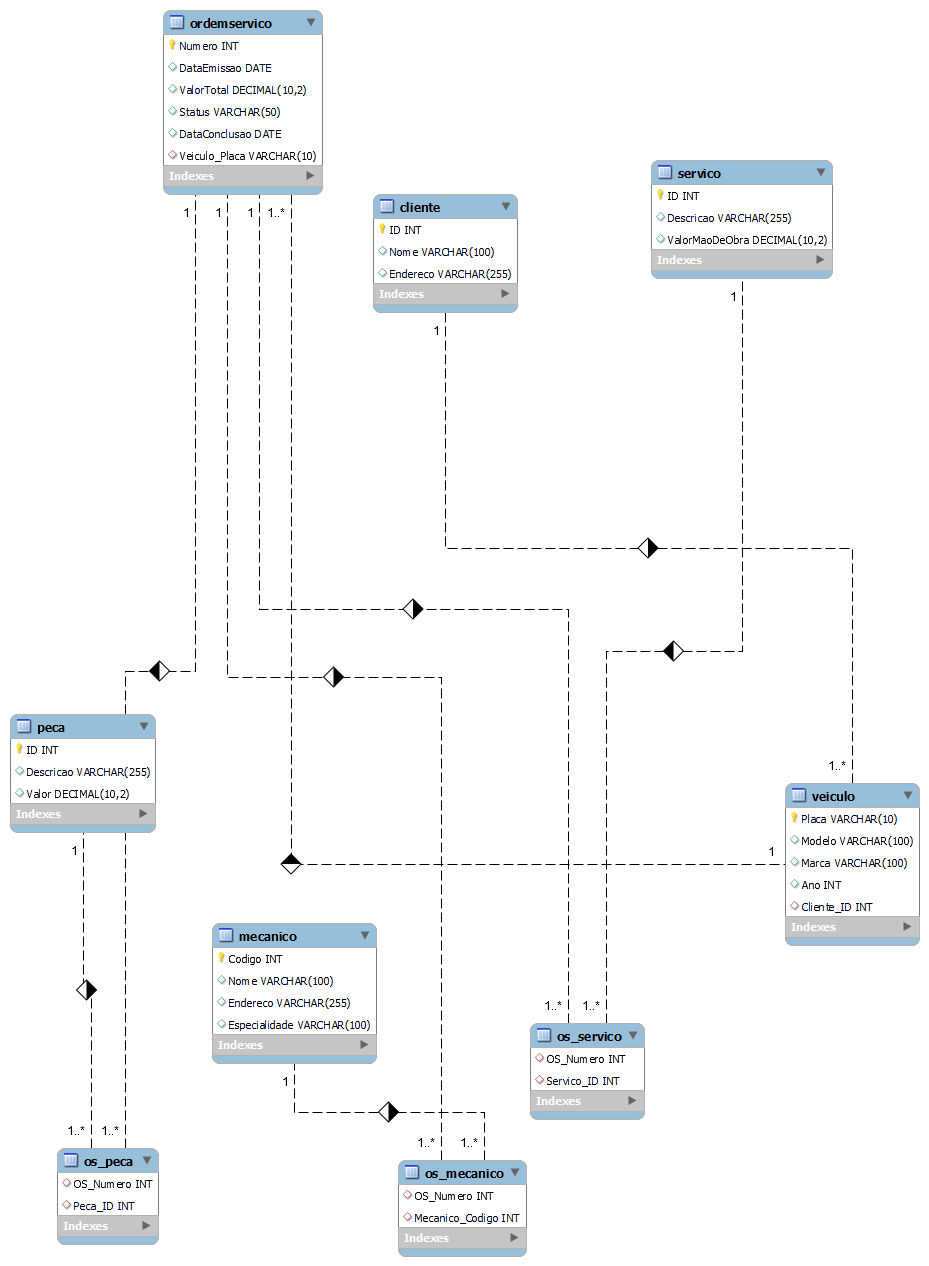 ordemservico
Numero INT
DataEmissao DATE
ValorTotal DECIMAL(10,2)
Status VARCHAR(50)
DataConclusao DATE
Veiculo_Placa VARCHAR(10)
Indexes
1
1
1
1..*
cliente
ID INT
Nome VARCHAR(100)
Endereco VARCHAR(255)
Indexes
1
servico
ID INT
Descricao VARCHAR(255)
ValorMaoDeObra DECIMAL(10,2)
Indexes
1
peca
ID INT
Descricao VARCHAR(255)
Valor DECIMAL(10,2)
Indexes
1
1..*
veiculo
Placa VARCHAR(10)
Modelo VARCHAR(100)
Marca VARCHAR(100)
Ano INT
Cliente_ID INT
Indexes
1
mecanico
Codigo INT
Nome VARCHAR(100)
Endereco VARCHAR(255)
Especialidade VARCHAR(100)
Indexes
1
1..*
1..*
os_servico
OS_Numero INT
Servico_ID INT
Indexes
1..*
1..*
os_peca
OS_Numero INT
Peca_ID INT
Indexes
1..*
1..*
os_mecanico
OS_Numero INT
Mecanico_Codigo INT
Indexes